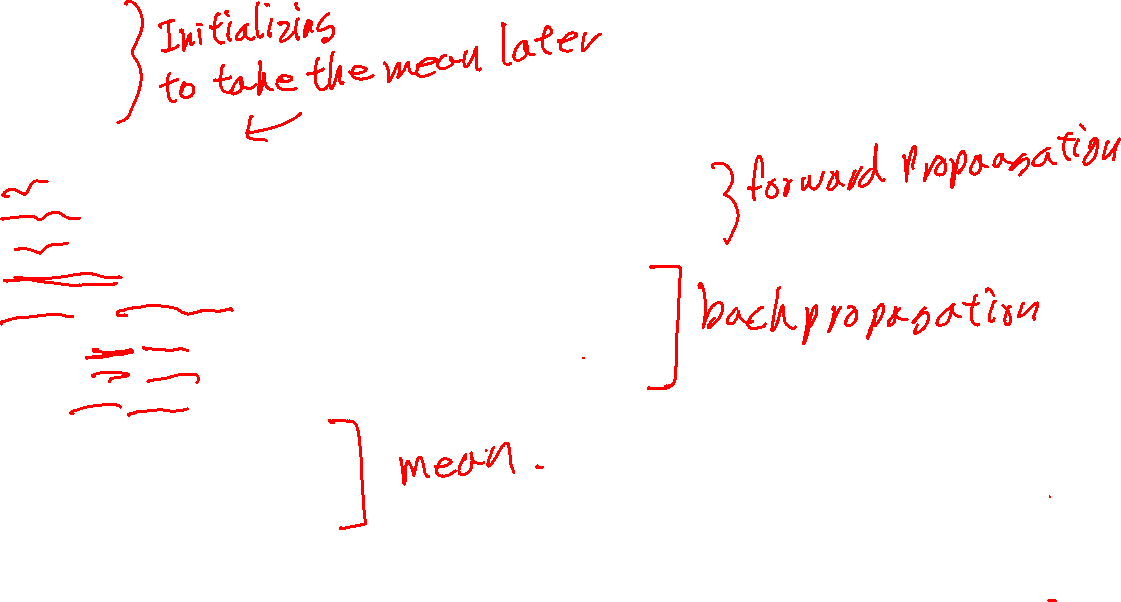 Initializing
to take the mean later
forward Propagation
backpropagation
mean.